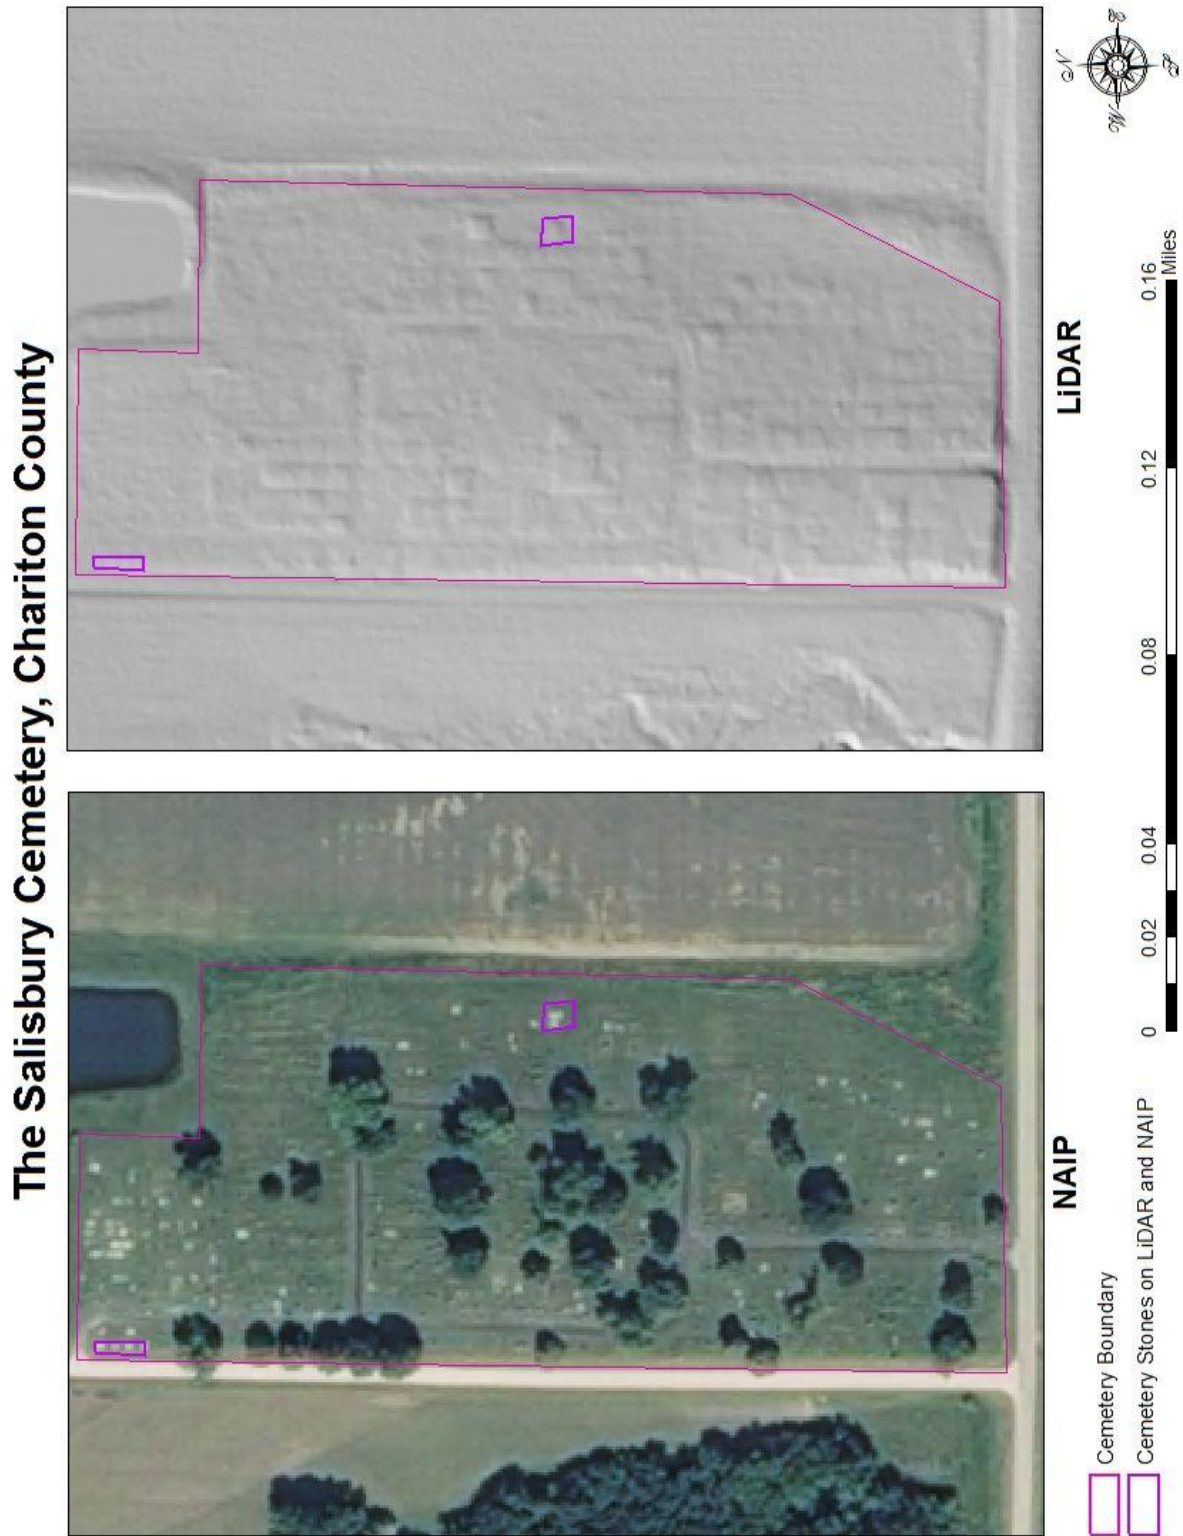 The Salisbury Cemetery, Chariton County
NAIP
LiDAR
Cemetery Boundary
Cemetery Stones on LiDAR and NAIP
0 0.02 0.04 0.08 0.12 0.16
Miles
N
W E
S